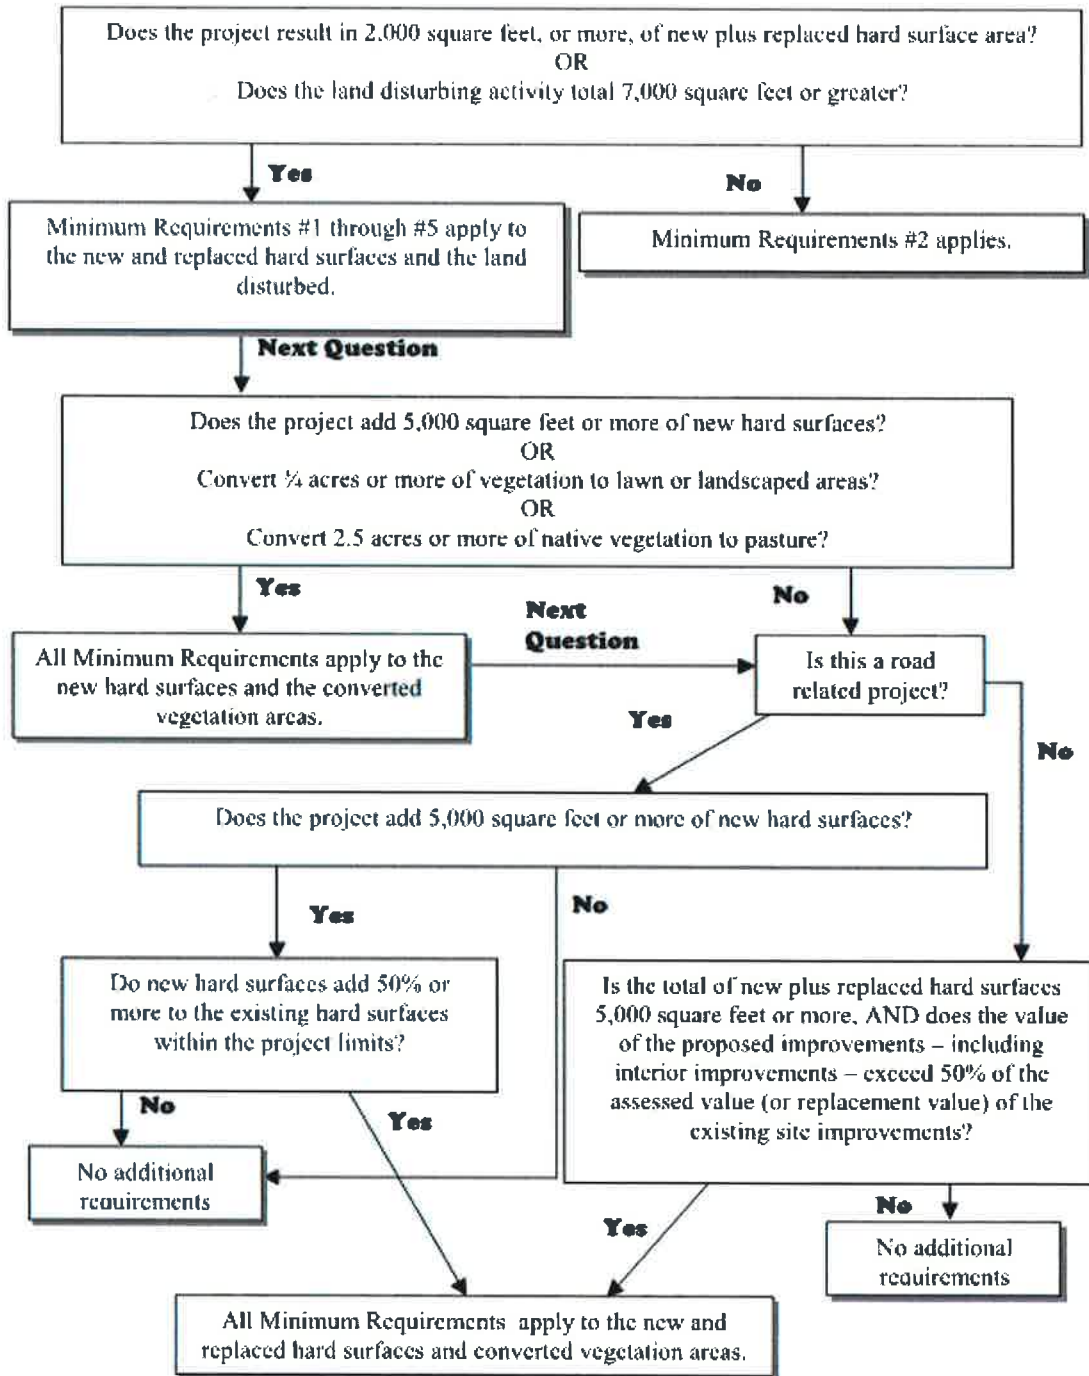 Does the project result in 2,000 square feet, or more, of new plus replaced hard surface area?
OR
Does the land disturbing activity total 7,000 square feet or greater?
Yes
No
Minimum Requirements #1 through #5 apply to
the new and replaced hard surfaces and the land
disturbed.
Minimum Requirements #2 applies.
Next Question
Does the project add 5,000 square feet or more of new hard surfaces?
OR
Convert ¾ acres or more of vegetation to lawn or landscaped areas?
OR
Convert 2.5 acres or more of native vegetation to pasture?
Yes
No
Next
Question
All Minimum Requirements apply to the
new hard surfaces and the converted
vegetation areas.
Is this a road
related project?
Yes
No
Does the project add 5,000 square feet or more of new hard surfaces?
Yes
No
Do new hard surfaces add 50% or
more to the existing hard surfaces
within the project limits?
Is the total of new plus replaced hard surfaces
5,000 square feet or more, AND does the value
of the proposed improvements – including
interior improvements – exceed 50% of the
assessed value (or replacement value) of the
existing site improvements?
No
Yes
No additional
requirements
Yes
No
No additional
requirements
All Minimum Requirements apply to the new and
replaced hard surfaces and converted vegetation areas.